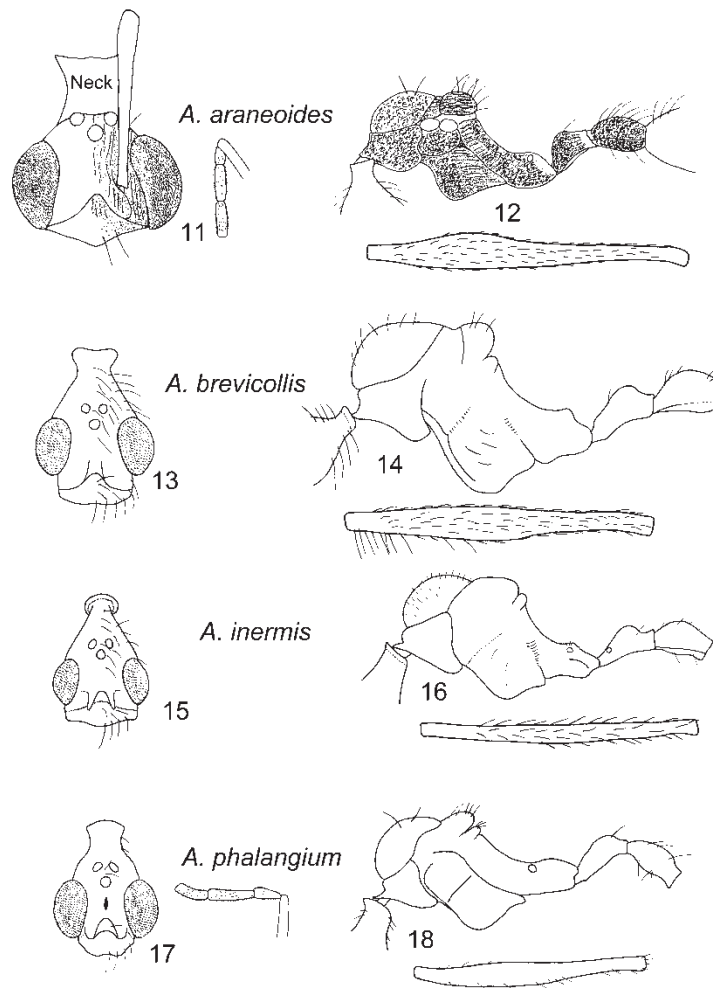 Neck
A. araneoides
11
12
A. brevicollis
13
14
A. inermis
15
16
A. phalangium
17
18